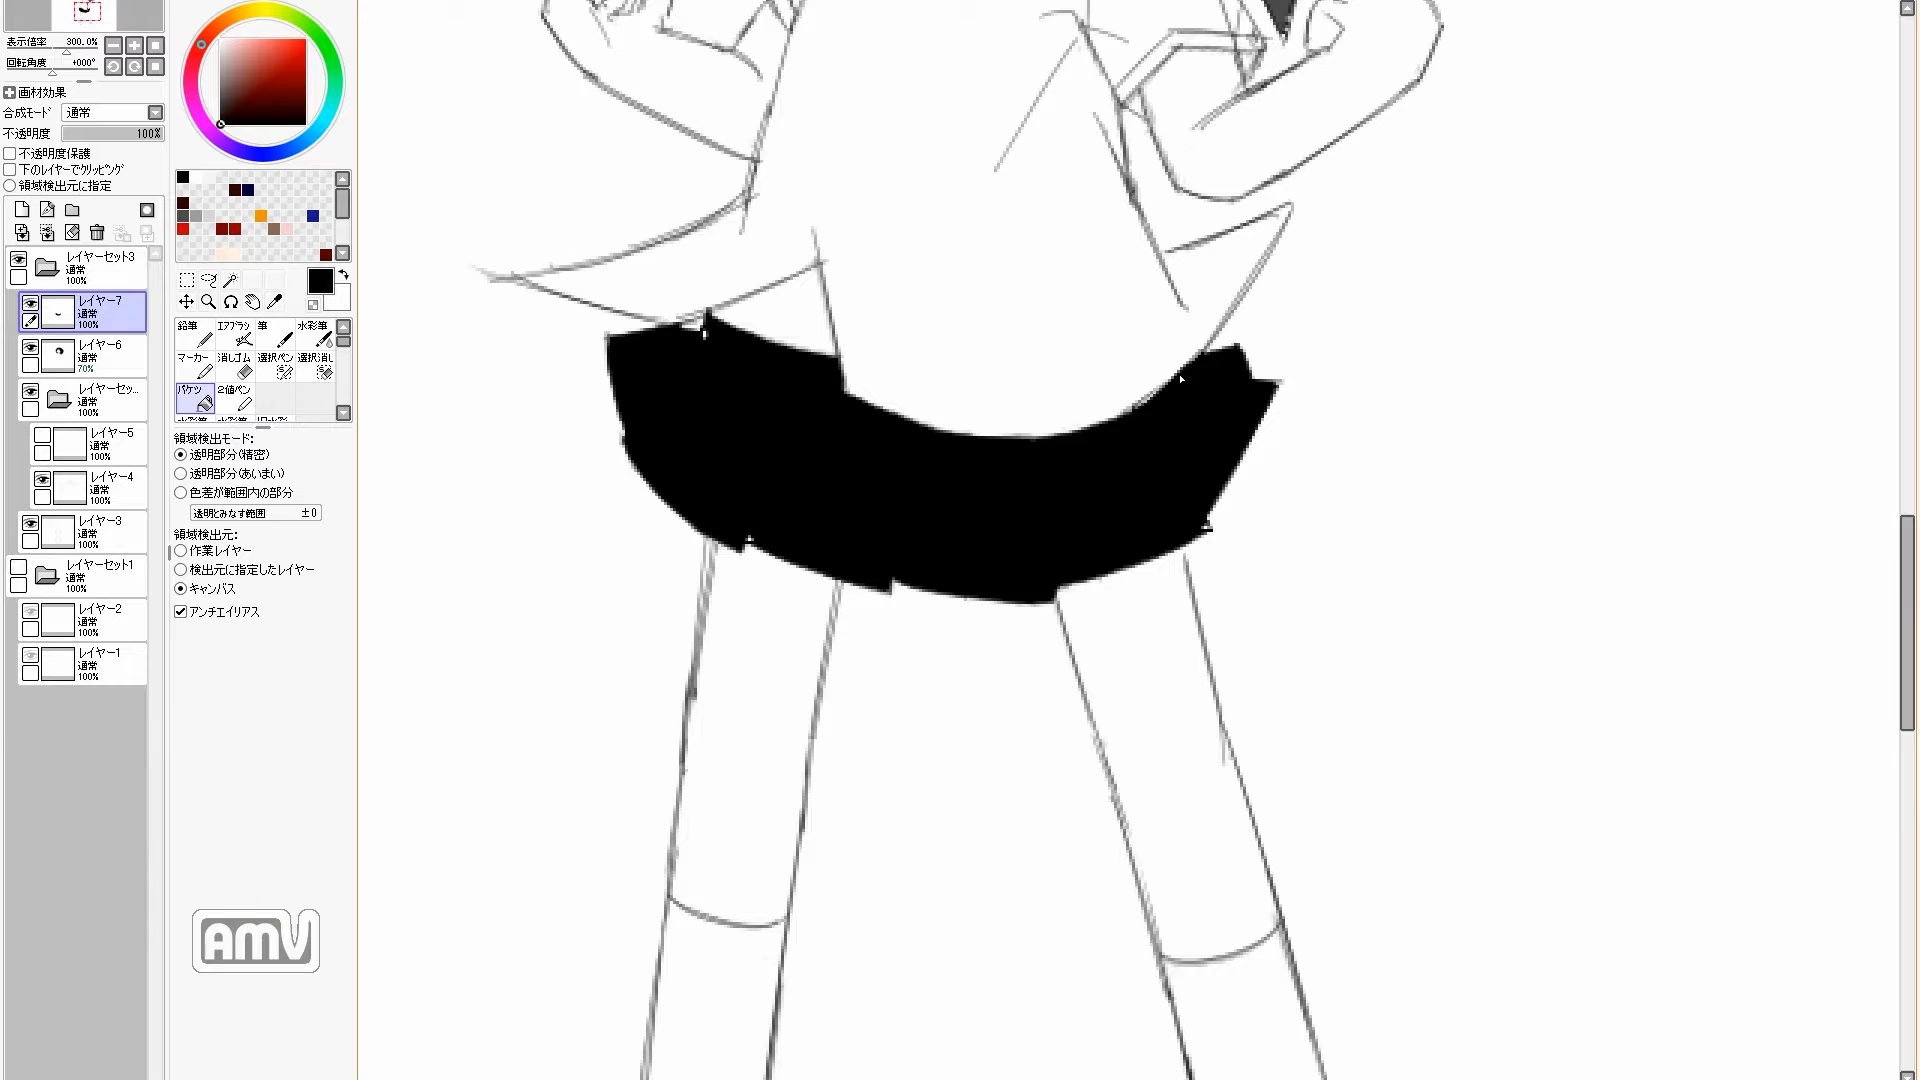 表示倍率 300.0%
回転角度 +000°
画材効果
合成モード 通常
不透明度 100%
不透明度保護
下のレイヤーでクリッピング
領域検出元に指定
レイヤーセット3
通常
100%
レイヤー7
通常
100%
レイヤー6
通常
70%
レイヤーセッ...
通常
100%
レイヤー5
通常
100%
レイヤー4
通常
100%
レイヤー3
通常
100%
レイヤーセット1
通常
100%
レイヤー2
通常
100%
レイヤー1
通常
100%
鉛筆 エアブラシ 筆 水彩筆
マーカー 消しゴム 選択ペン 選択消し
バケツ 2値ペン
領域検出モード:
透明部分(精密)
透明部分(あいまい)
色差が範囲内の部分
透明とみなす範囲 ±0
領域検出元:
作業レイヤー
検出元に指定したレイヤー
キャンバス
アンチエイリアス
AMV